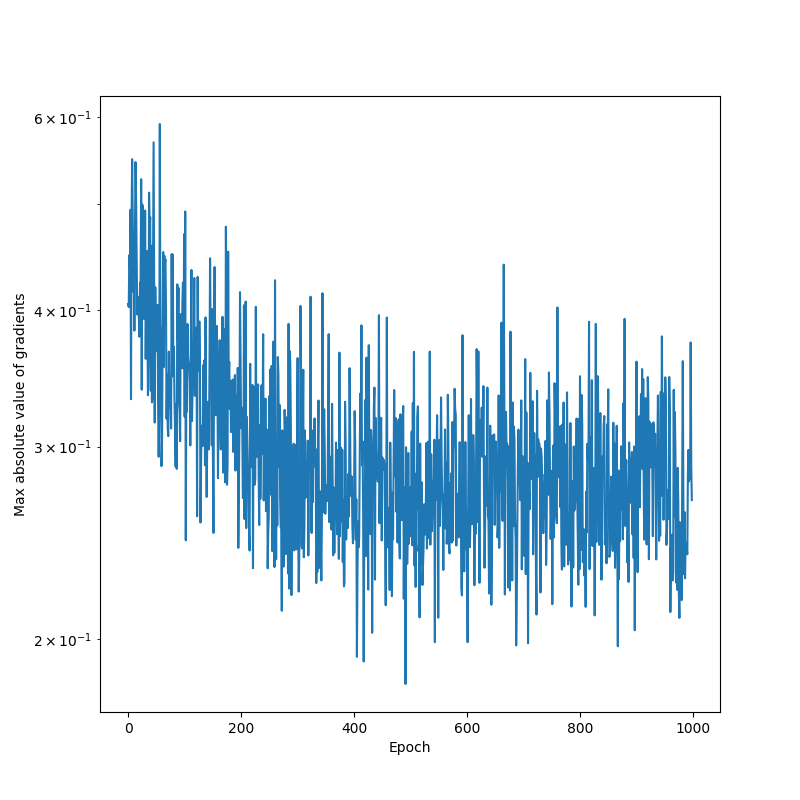 Max absolute value of gradients
6 × 10⁻¹
4 × 10⁻¹
3 × 10⁻¹
2 × 10⁻¹
0 200 400 600 800 1000
Epoch